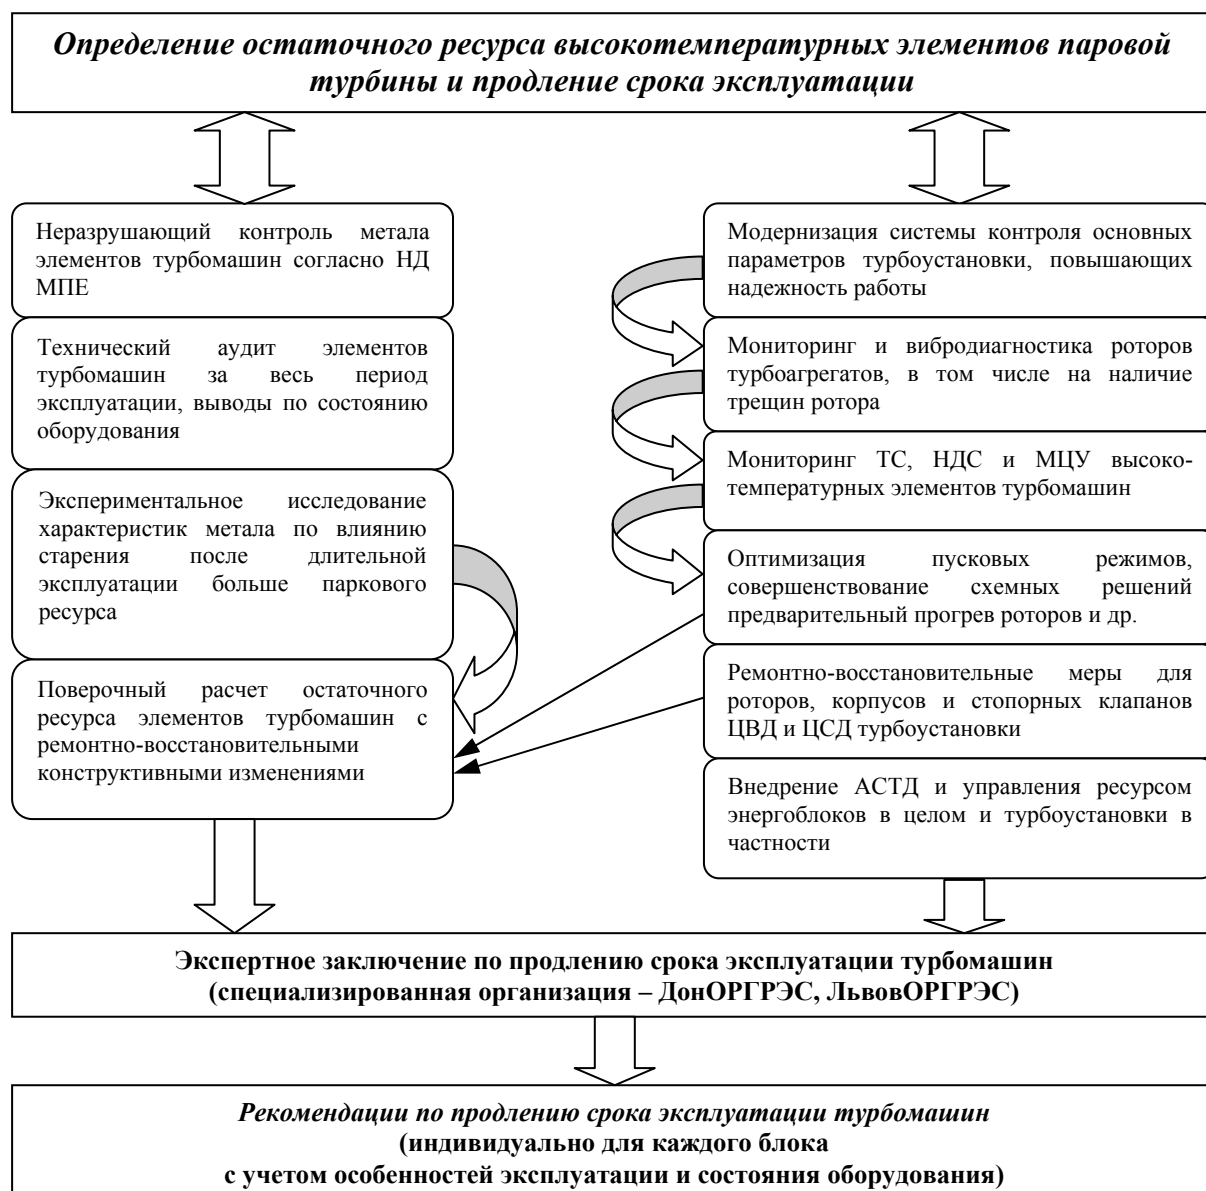 Определение остаточного ресурса высокотемпературных элементов паровой
турбины и продление срока эксплуатации
Неразрушающий контроль метала
элементов турбомашин согласно НД
МПЕ
Технический аудит элементов
турбомашин за весь период
эксплуатации, выводы по состоянию
оборудования
Экспериментальное исследование
характеристик метала по влиянию
старения после длительной
эксплуатации больше паркового
ресурса
Поверочный расчет остаточного
ресурса элементов турбомашин с
ремонтно-восстановительными
конструктивными изменениями
Модернизация системы контроля основных
параметров турбоустановки, повышающих
надежность работы
Мониторинг и вибродиагностика роторов
турбоагрегатов, в том числе на наличие
трещин ротора
Мониторинг ТС, НДС и МЦУ высоко-
температурных элементов турбомашин
Оптимизация пусковых режимов,
совершенствование схемных решений
предварительный прогрев роторов и др.
Ремонтно-восстановительные меры для
роторов, корпусов и стопорных клапанов
ЦВД и ЦСД турбоустановки
Внедрение АСТД и управления ресурсом
энергоблоков в целом и турбоустановки в
частности
Экспертное заключение по продлению срока эксплуатации турбомашин
(специализированная организация – ДонОРГРЭС, ЛьвовОРГРЭС)
Рекомендации по продлению срока эксплуатации турбомашин
(индивидуально для каждого блока
с учетом особенностей эксплуатации и состояния оборудования)